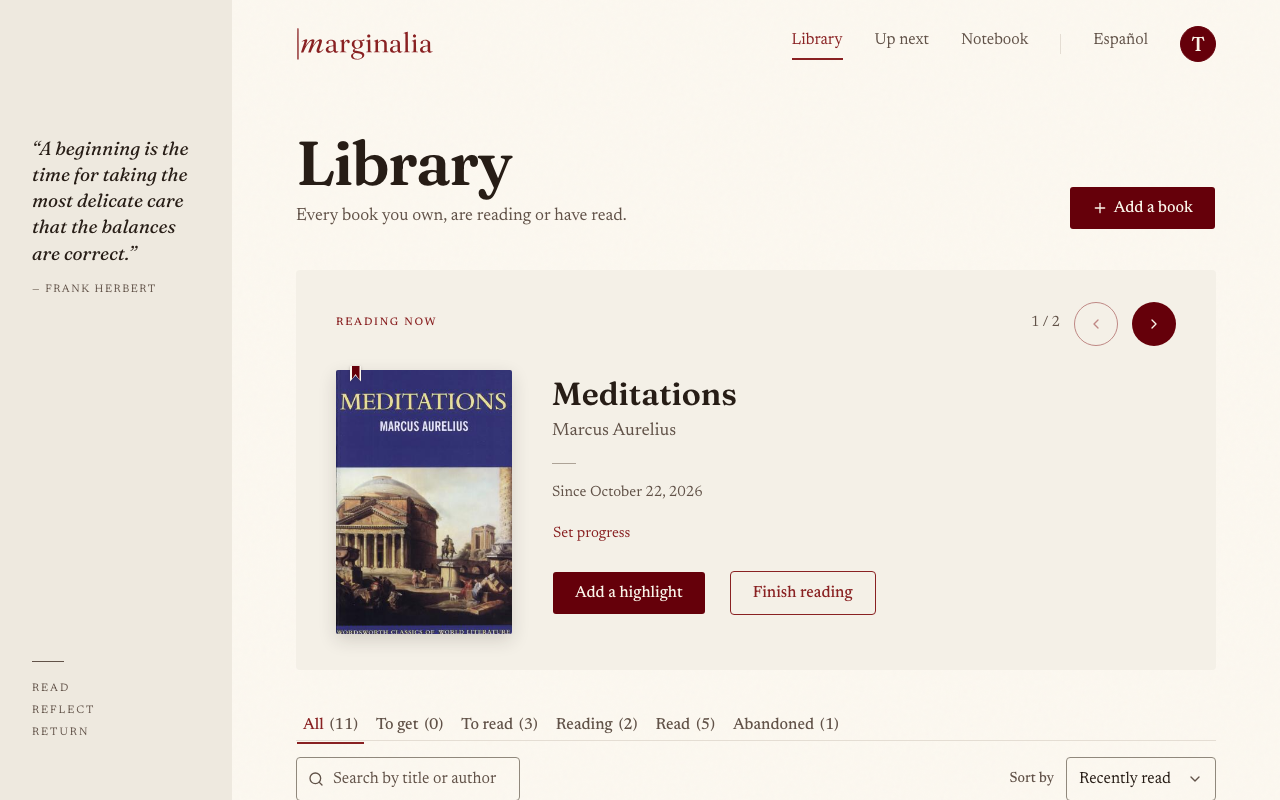 marginalia
Library
Up next
Notebook
Español
T
“A beginning is the
time for taking the
most delicate care
that the balances
are correct.”
– FRANK HERBERT
READ
REFLECT
RETURN
Library
Every book you own, are reading or have read.
+ Add a book
READING NOW
1 / 2
MEDITATIONS
MARCUS AURELIUS
WORDSWORTH CLASSICS OF WORLD LITERATURE
Meditations
Marcus Aurelius
Since October 22, 2026
Set progress
Add a highlight
Finish reading
All (11)
To get (0)
To read (3)
Reading (2)
Read (5)
Abandoned (1)
Search by title or author
Sort by
Recently read